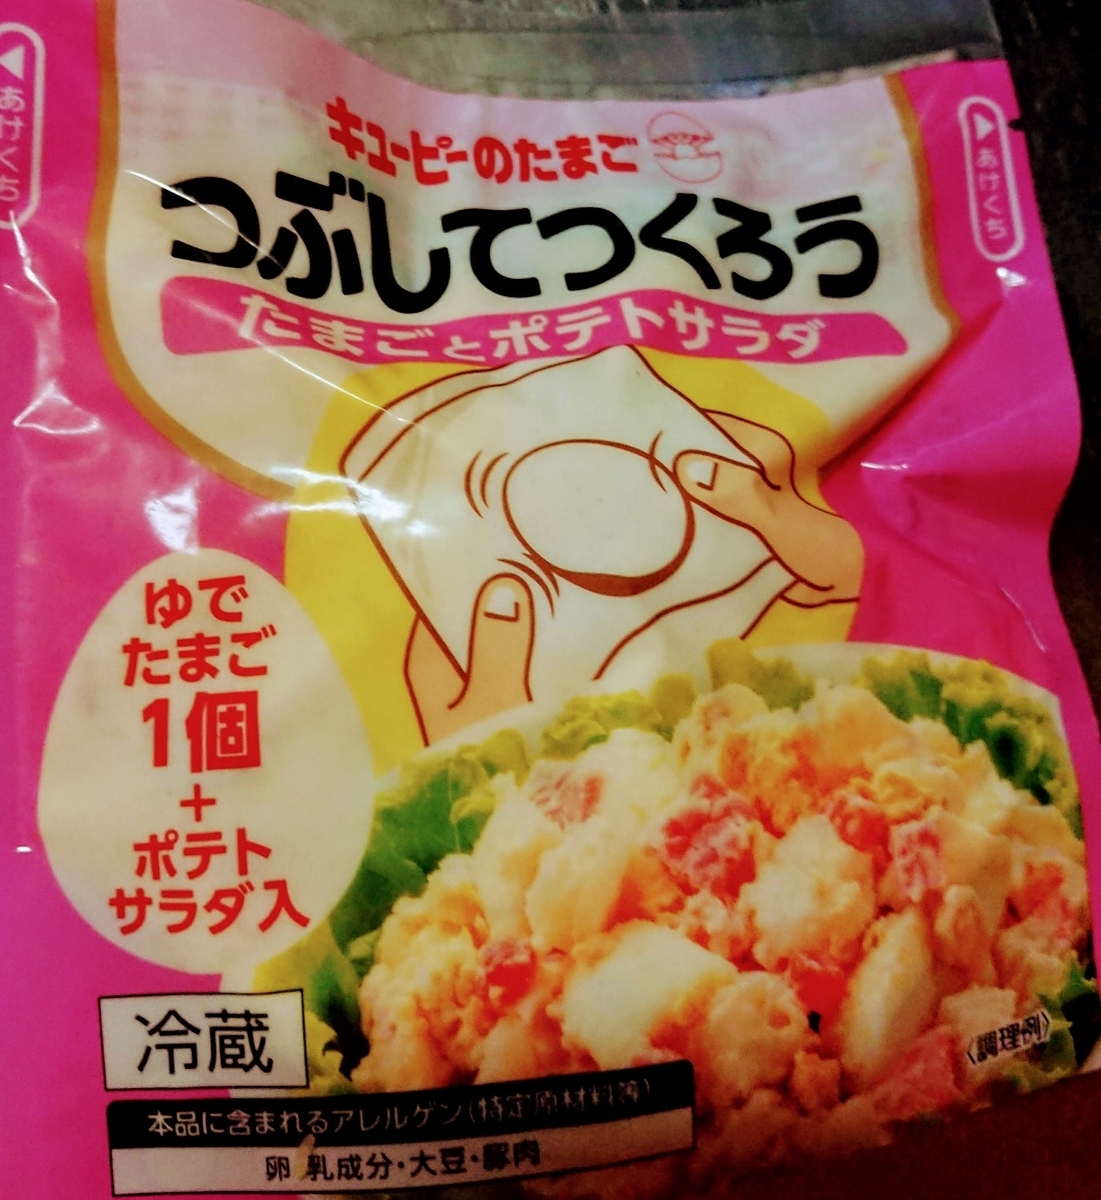 あけくち
あけくち
キューピーのたまご
つぶしてつくろう
たまごとポテトサラダ
ゆで
たまご
1個
+
ポテト
サラダ入
冷蔵
〈調理例〉
本品に含まれるアレルゲン(特定原材料等)
卵 乳成分・大豆・豚肉